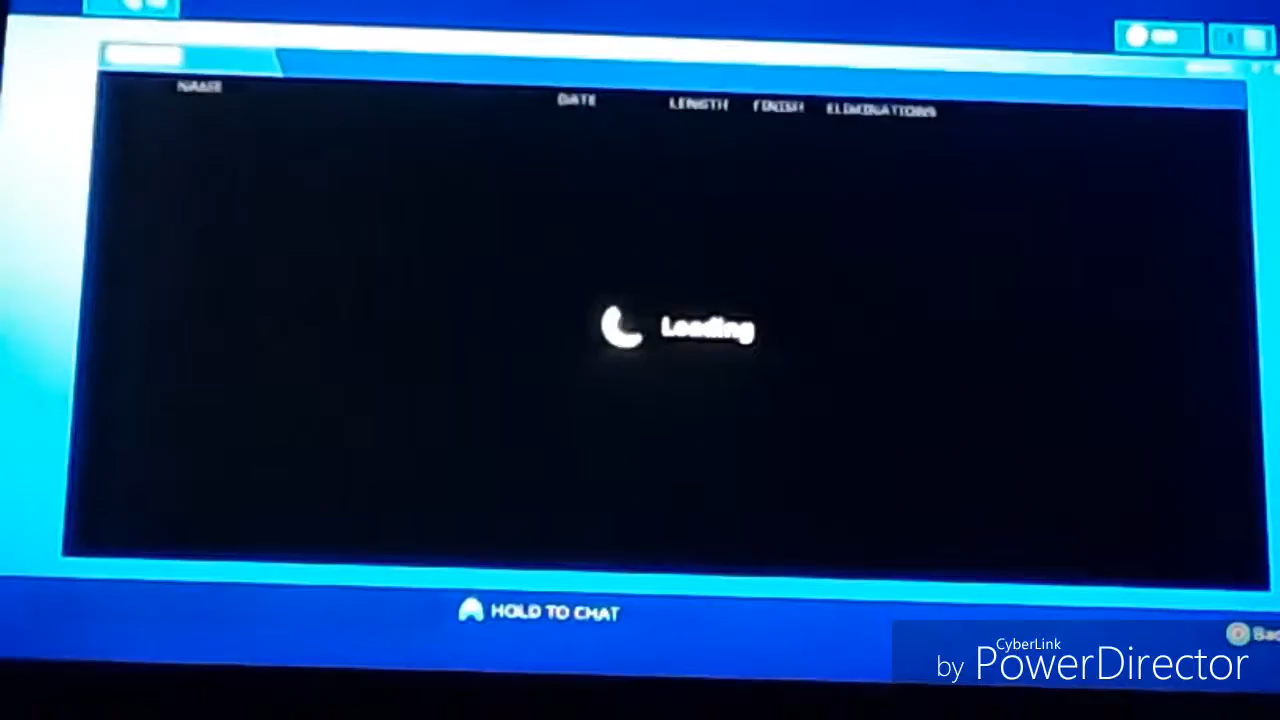 NAME DATE LENGTH FINISH ELIMINATIONS
Loading
HOLD TO CHAT
CyberLink
by PowerDirector